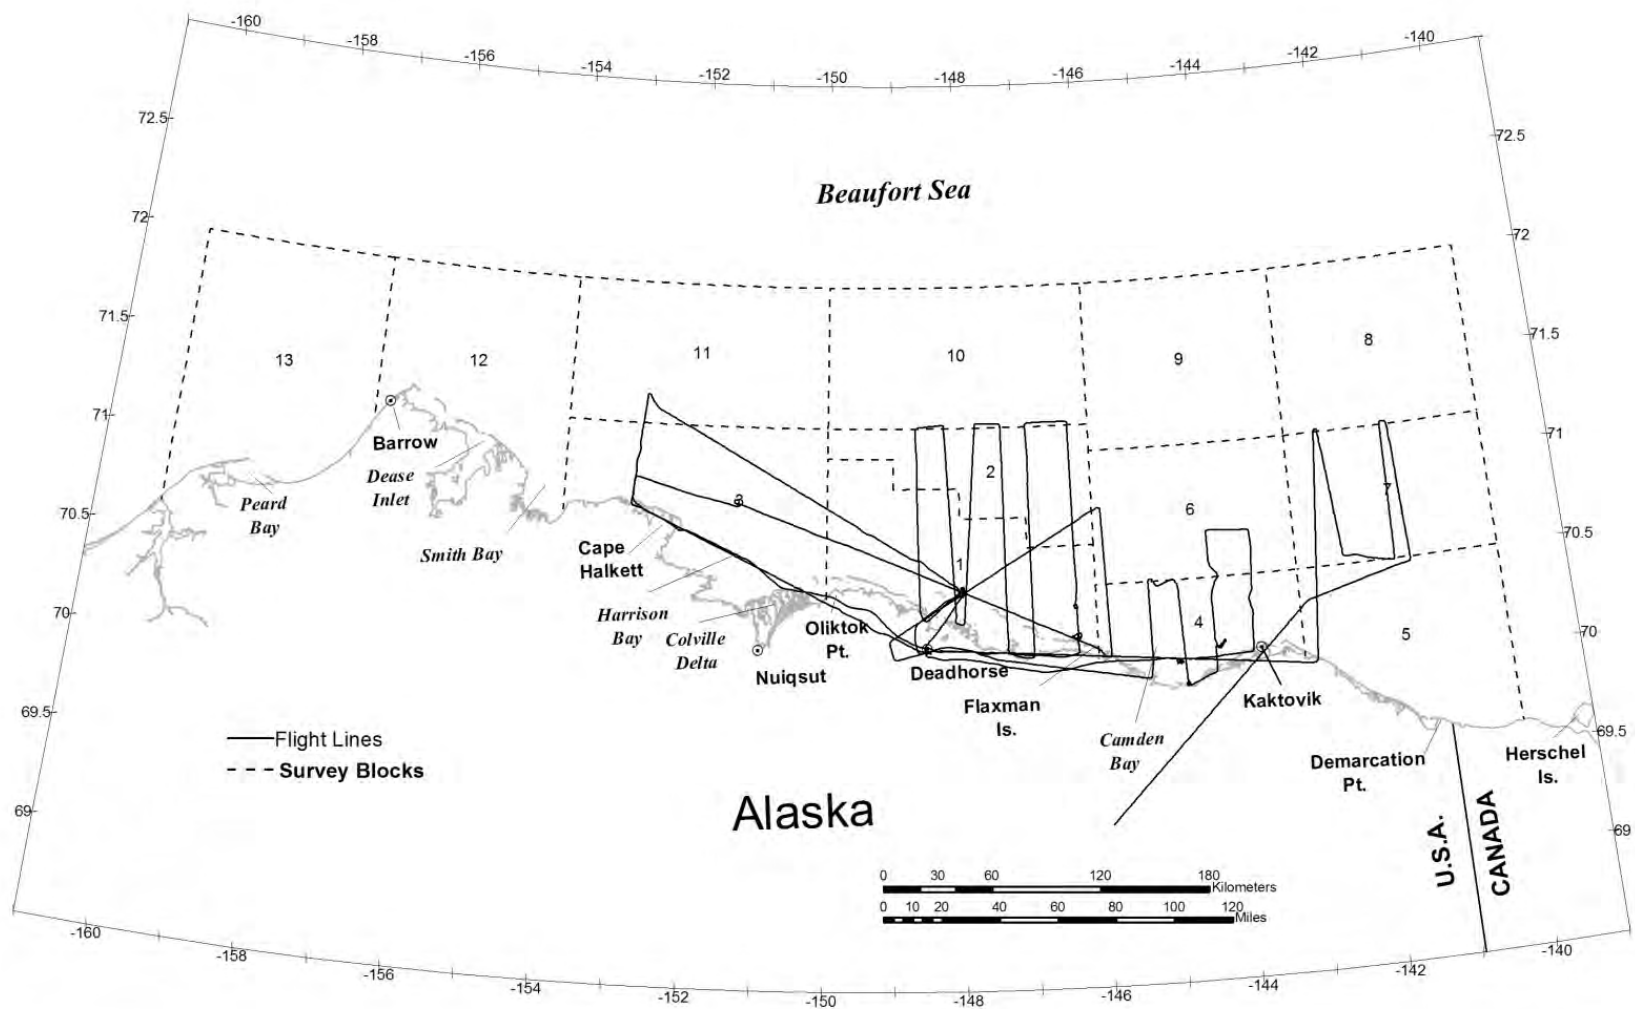 -160
-158
-156
-154
-152
-150
-148
-146
-144
-142
-140
72.5
72.5
Beaufort Sea
72
72
71.5
71.5
13
12
11
10
9
8
71
71
Barrow
Dease
Inlet
Peard
Bay
Smith Bay
Cape
Halkett
3
2
7
6
70.5
70.5
1
Harrison
Bay
Colville
Delta
Oliktok
Pt.
Nuiqsut
Deadhorse
Flaxman
Is.
4
5
70
70
Camden
Bay
Kaktovik
Demarcation
Pt.
Herschel
Is.
69.5
69.5
Flight Lines
Survey Blocks
Alaska
U.S.A.
CANADA
69
69
0 30 60 120 180
Kilometers
0 10 20 40 60 80 100 120
Miles
-160
-158
-156
-154
-152
-150
-148
-146
-144
-142
-140